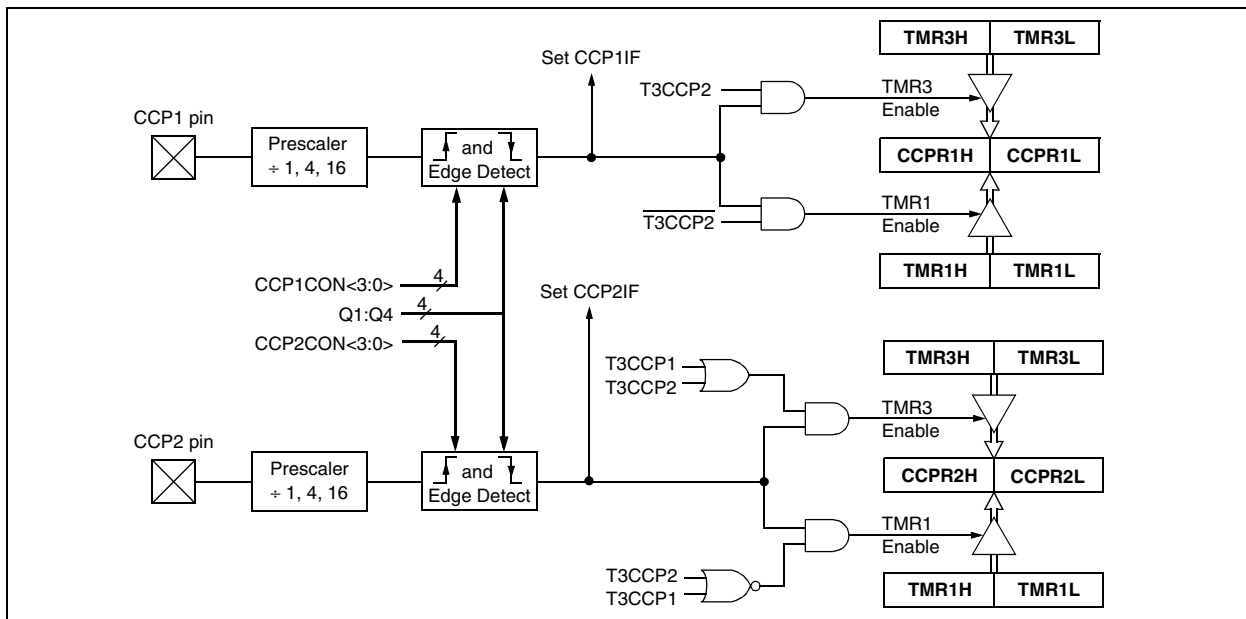 TMR3H TMR3L
Set CCP1IF
T3CCP2
TMR3
Enable
CCP1 pin
Prescaler
÷ 1, 4, 16
and
Edge Detect
CCPR1H CCPR1L
T3CCP2
TMR1
Enable
TMR1H TMR1L
CCP1CON<3:0> 4
Q1:Q4 4
CCP2CON<3:0> 4
Set CCP2IF
TMR3H TMR3L
T3CCP1
T3CCP2
TMR3
Enable
CCP2 pin
Prescaler
÷ 1, 4, 16
and
Edge Detect
CCPR2H CCPR2L
TMR1
Enable
T3CCP2
T3CCP1
TMR1H TMR1L